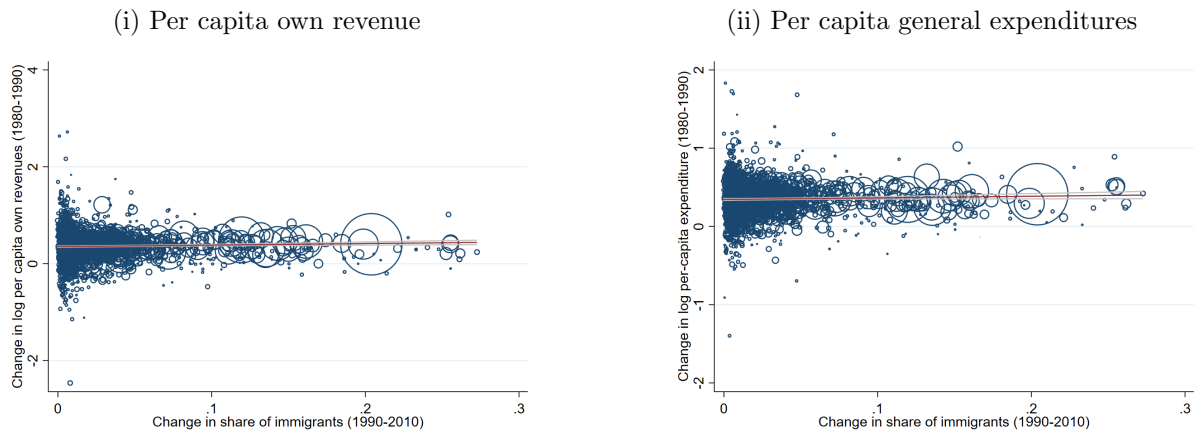 (i) Per capita own revenue
Change in log per capita own revenues (1980-1990)
4
2
0
-2
0
.1
.2
.3
Change in share of immigrants (1990-2010)
(ii) Per capita general expenditures
Change in log per-capita expenditure (1980-1990)
2
1
0
-1
-2
0
.1
.2
.3
Change in share of immigrants (1990-2010)